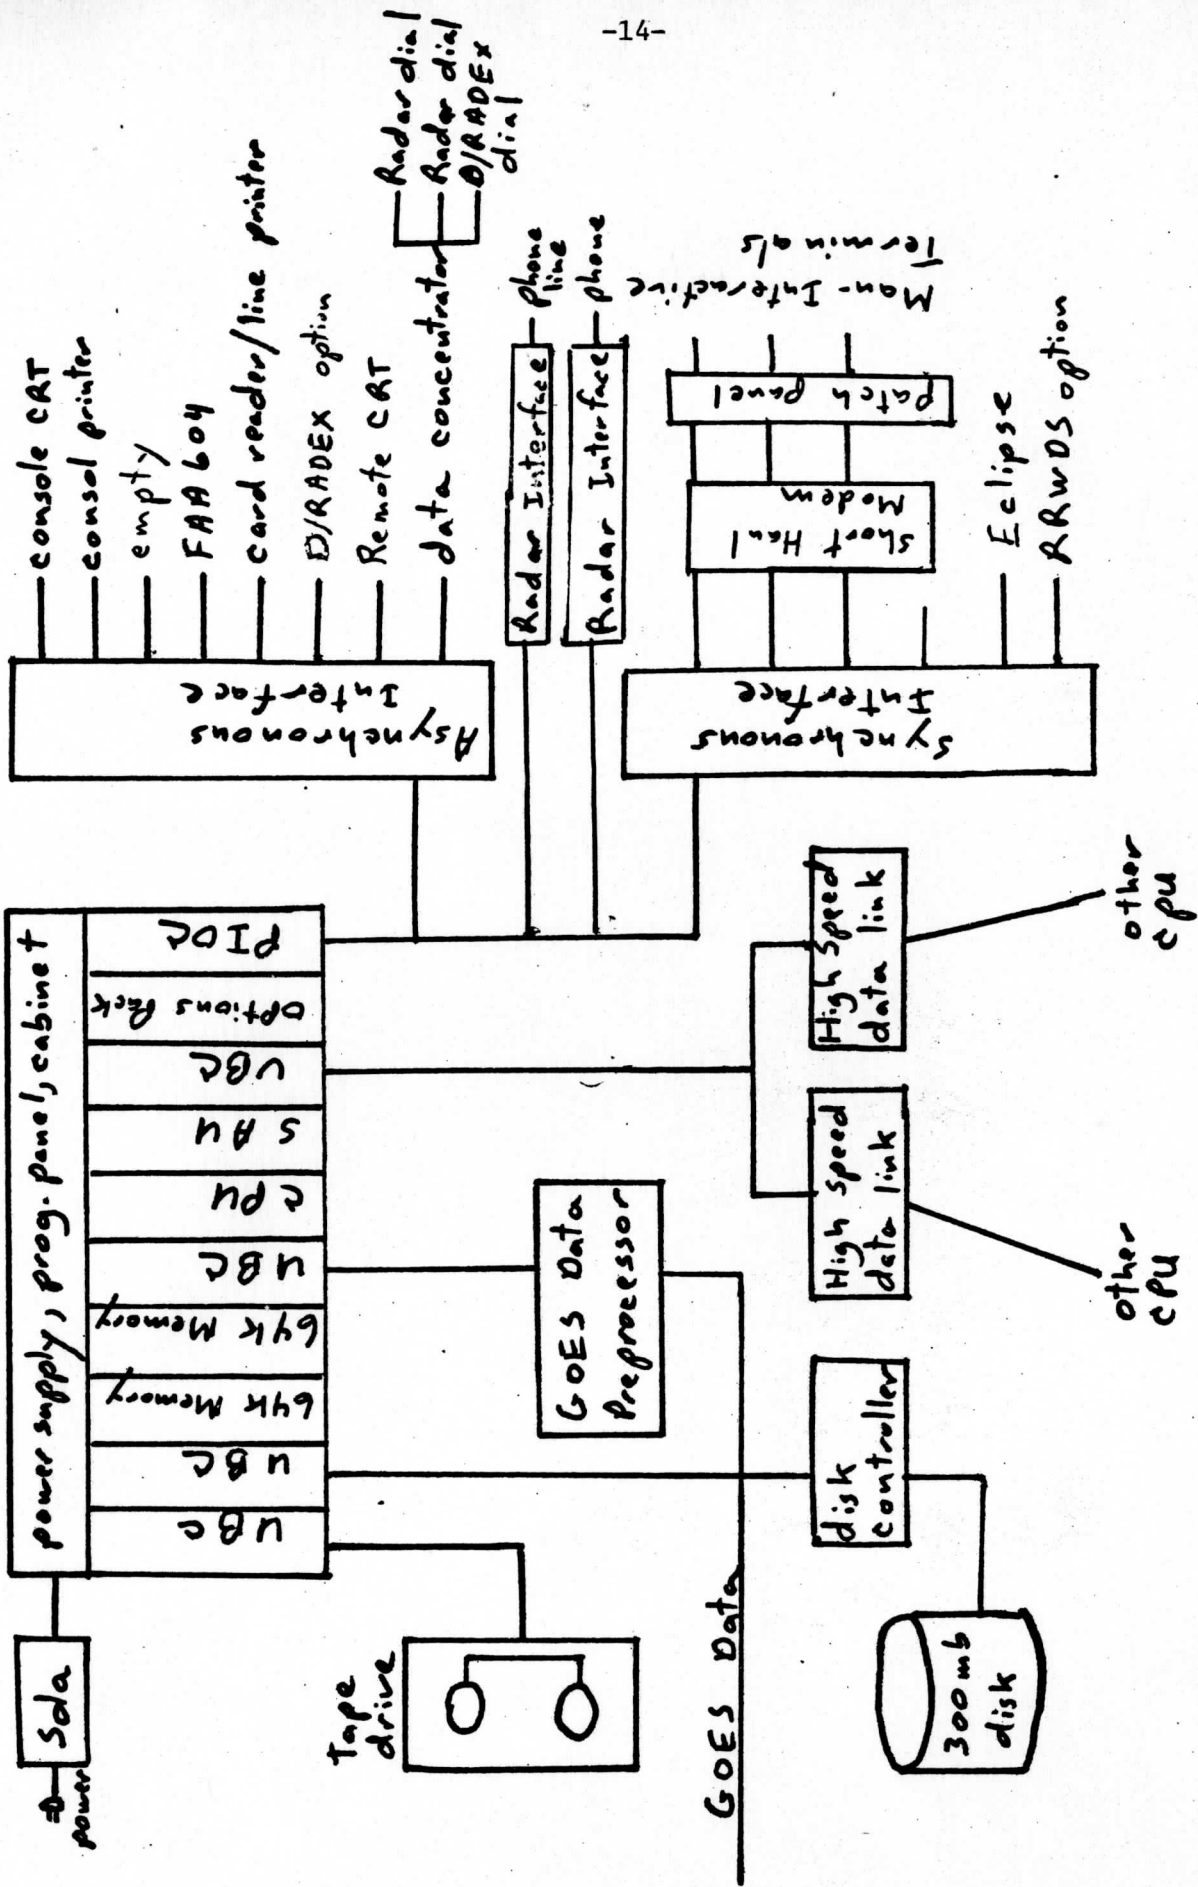 -14-
power
Sola
power supply, prog. panel, cabinet
UBC
UBC
64K Memory
64K Memory
UBC
CPU
SAU
UBC
Options Pack
PIOC
Tape
drive
GOES Data
GOES Data
Preprocessor
300mb
disk
disk
controller
High speed
data link
High Speed
data link
other
CPU
other
CPU
Asynchronous
Interface
console CRT
consol printer
empty
FAA 604
card reader/line printer
D/RADEX option
Remote CRT
data concentrator
Radar dial
Radar dial
D/RADEX
dial
Radar Interface
phone
line
Radar Interface
phone
Synchronous
Interface
Short Haul
Modem
Patch panel
Man-Interactive
Terminals
Eclipse
RRWDS option